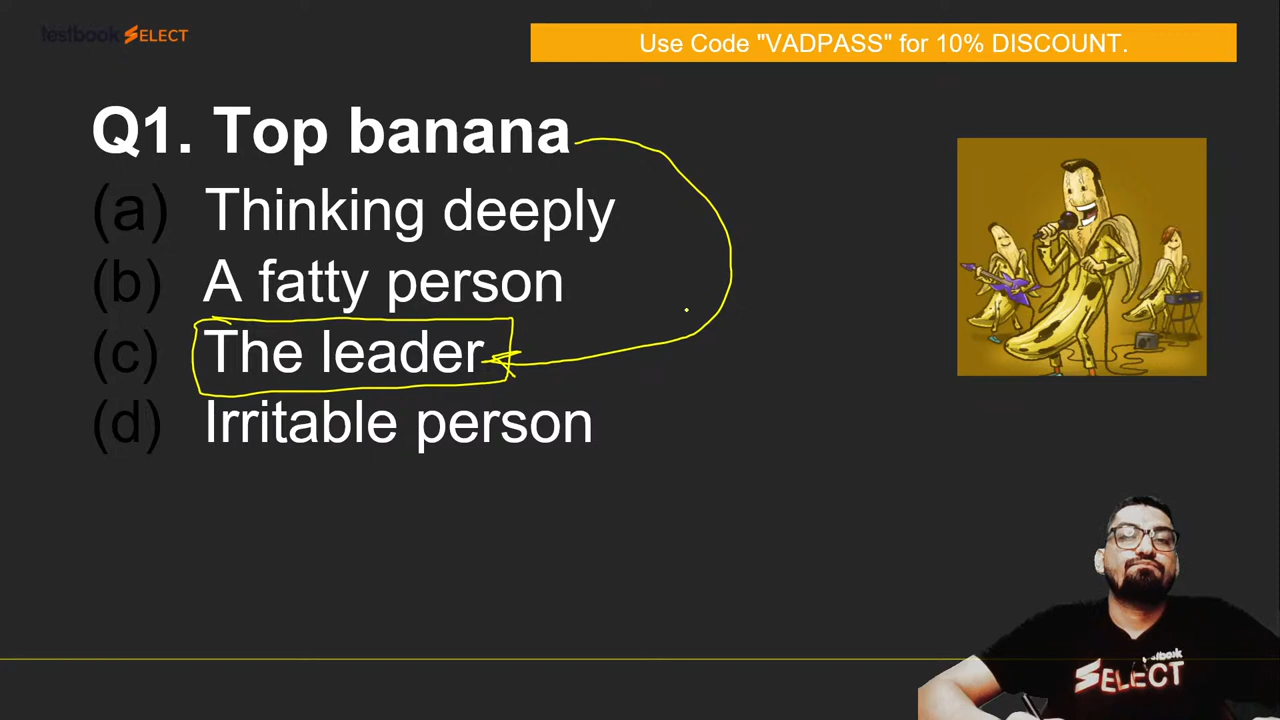 testbook SELECT
Use Code "VADPASS" for 10% DISCOUNT.
Q1. Top banana
(a) Thinking deeply
(b) A fatty person
(c) The leader
(d) Irritable person
testbook
SELECT